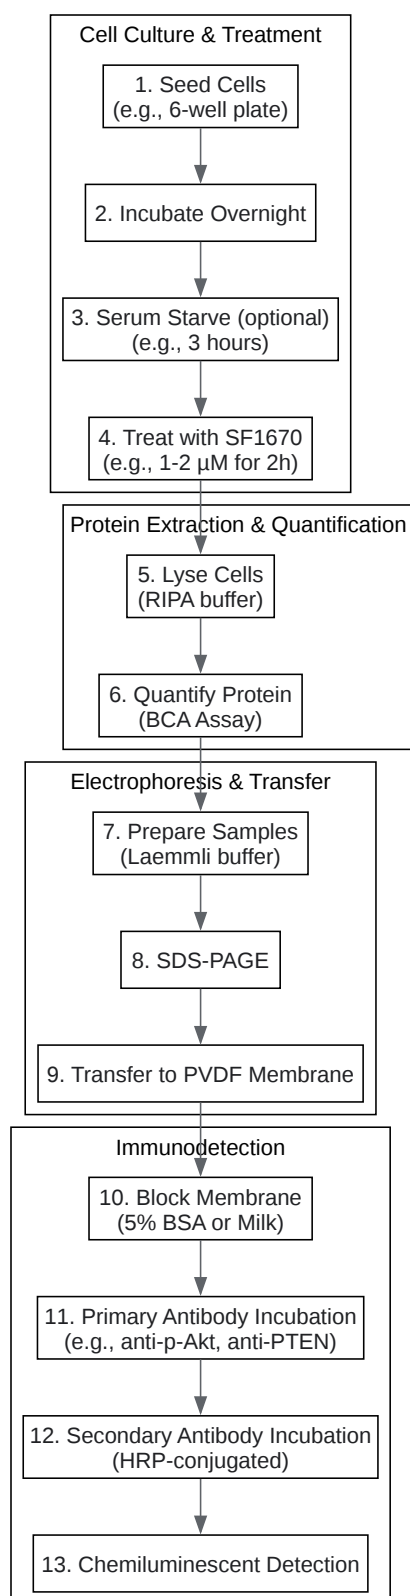 Cell Culture & Treatment
1. Seed Cells
(e.g., 6-well plate)
2. Incubate Overnight
3. Serum Starve (optional)
(e.g., 3 hours)
4. Treat with SF1670
(e.g., 1-2 µM for 2h)
Protein Extraction & Quantification
5. Lyse Cells
(RIPA buffer)
6. Quantify Protein
(BCA Assay)
Electrophoresis & Transfer
7. Prepare Samples
(Laemmli buffer)
8. SDS-PAGE
9. Transfer to PVDF Membrane
Immunodetection
10. Block Membrane
(5% BSA or Milk)
11. Primary Antibody Incubation
(e.g., anti-p-Akt, anti-PTEN)
12. Secondary Antibody Incubation
(HRP-conjugated)
13. Chemiluminescent Detection